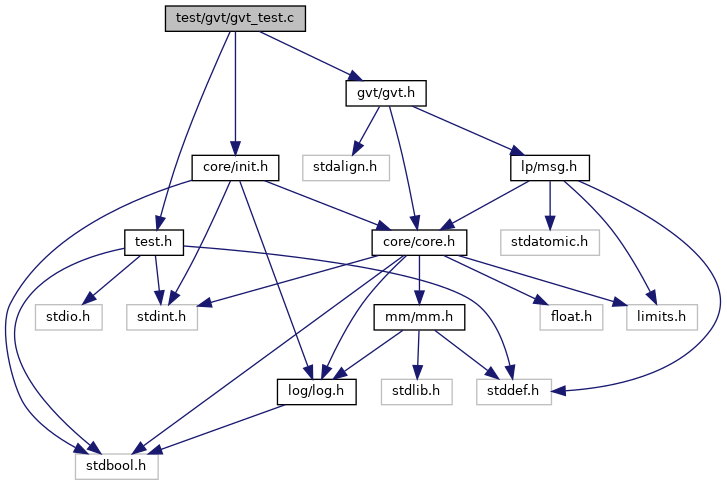 test/gvt/gvt_test.c
gvt/gvt.h
core/init.h
stdalign.h
lp/msg.h
test.h
core/core.h
stdatomic.h
stdio.h
stdint.h
mm/mm.h
float.h
limits.h
log/log.h
stdlib.h
stddef.h
stdbool.h